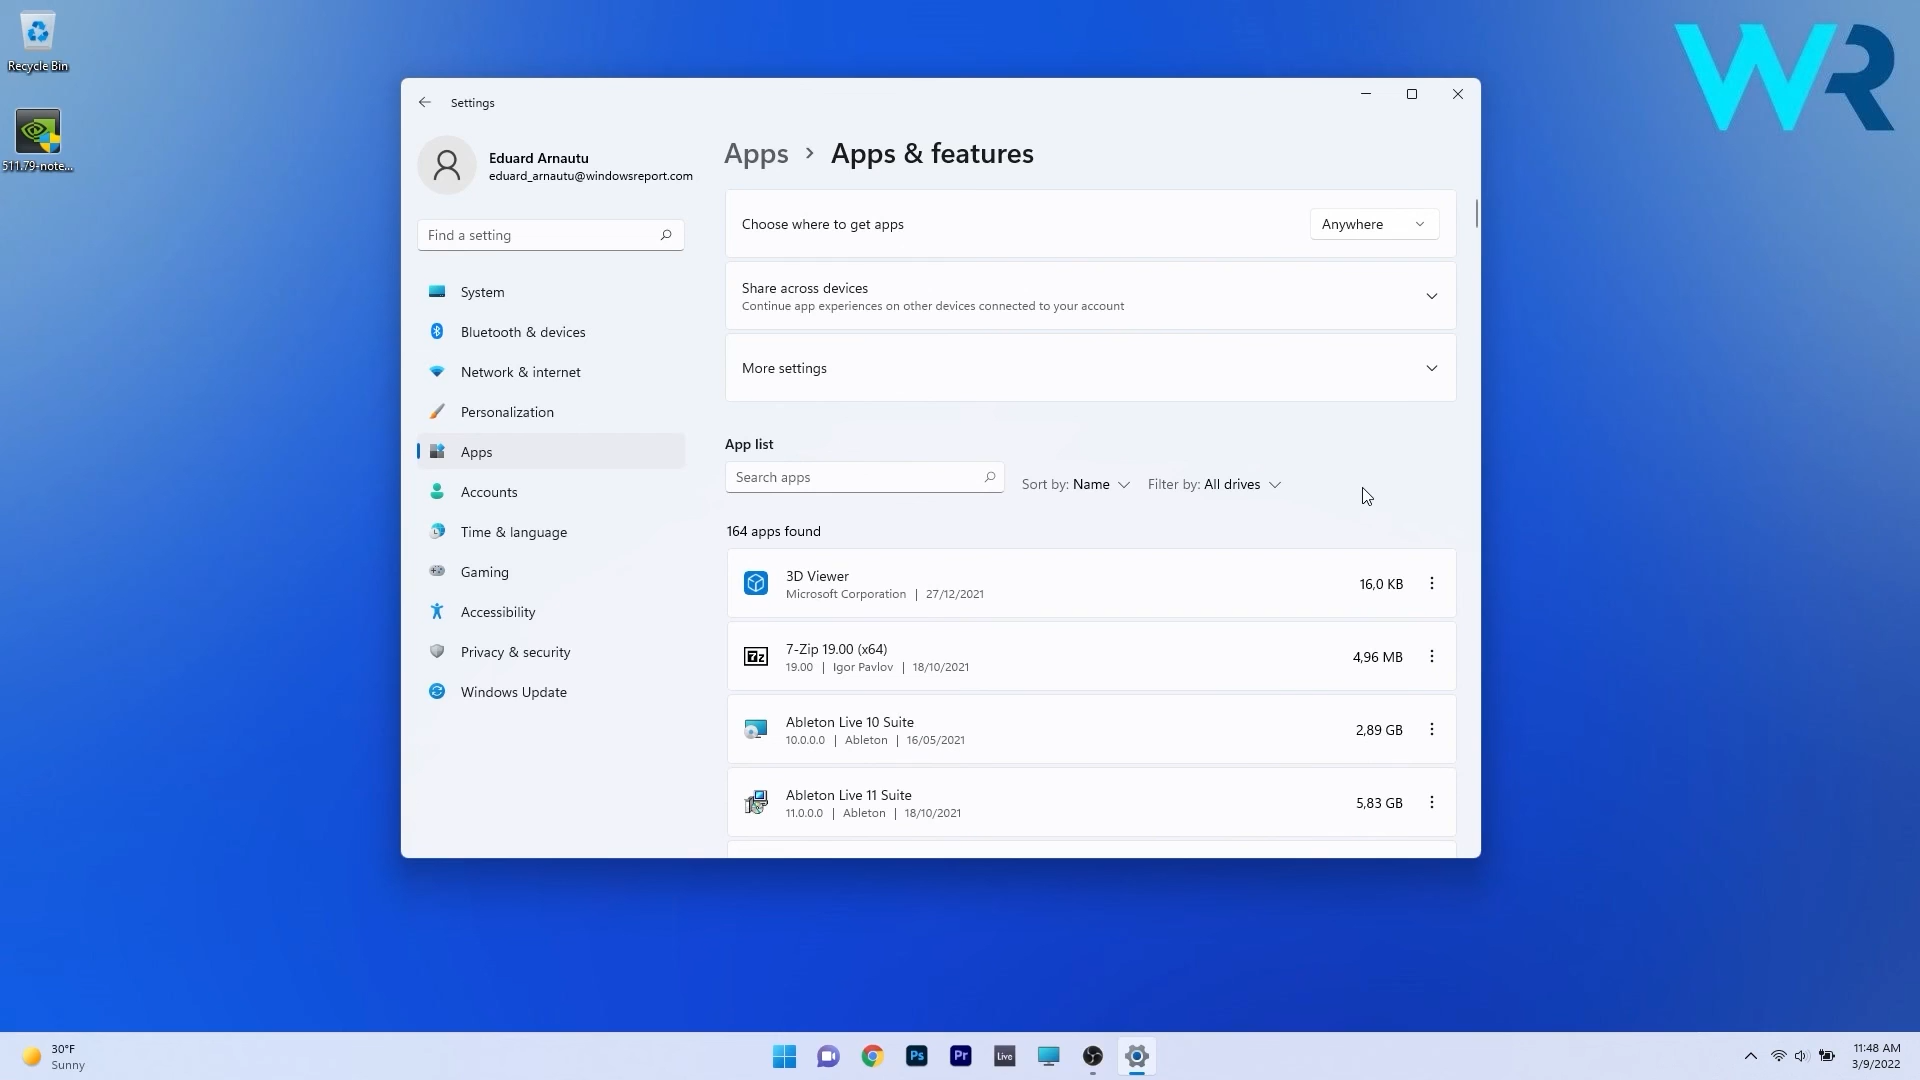 Recycle Bin
511.79-note...
WR
Settings
Eduard Arnautu
eduard_arnautu@windowsreport.com
Find a setting
System
Bluetooth & devices
Network & internet
Personalization
Apps
Accounts
Time & language
Gaming
Accessibility
Privacy & security
Windows Update
Apps > Apps & features
Choose where to get apps
Anywhere
Share across devices
Continue app experiences on other devices connected to your account
More settings
App list
Search apps
Sort by: Name
Filter by: All drives
164 apps found
3D Viewer
Microsoft Corporation | 27/12/2021
16,0 KB
7z
7-Zip 19.00 (x64)
19.00 | Igor Pavlov | 18/10/2021
4,96 MB
Ableton Live 10 Suite
10.0.0.0 | Ableton | 16/05/2021
2,89 GB
Ableton Live 11 Suite
11.0.0.0 | Ableton | 18/10/2021
5,83 GB
30°F
Sunny
Ps
Pr
Live
11:48 AM
3/9/2022